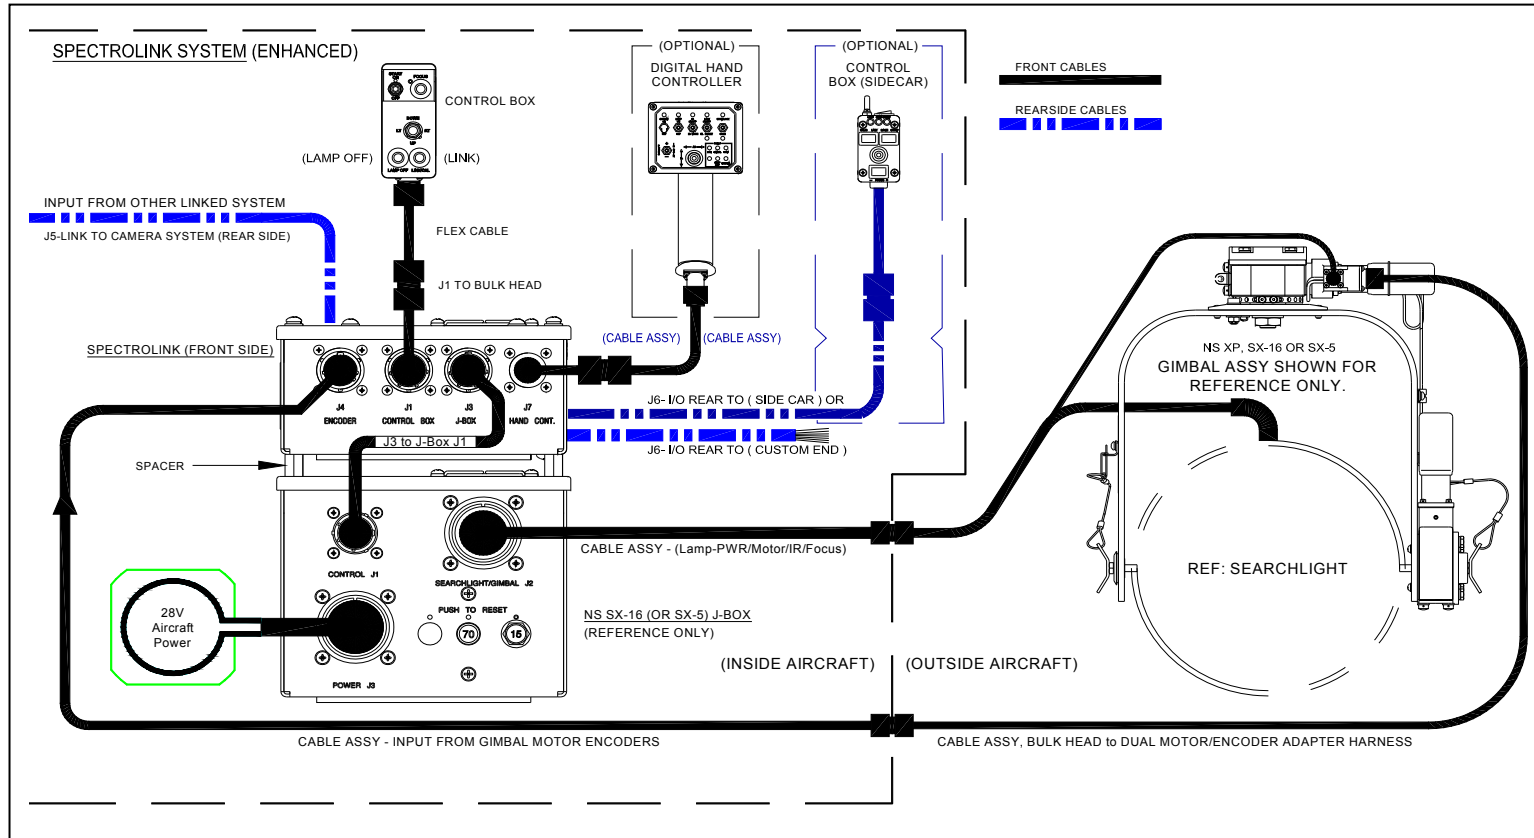 SPECTROLINK SYSTEM (ENHANCED)
(OPTIONAL)
DIGITAL HAND
CONTROLLER
(OPTIONAL)
CONTROL
BOX (SIDECAR)
FRONT CABLES
REARSIDE CABLES
START
ON
OFF
FOCUS
CONTROL BOX
(LAMP OFF)
(LINK)
LAMP OFF
INPUT FROM OTHER LINKED SYSTEM
J5-LINK TO CAMERA SYSTEM (REAR SIDE)
FLEX CABLE
J1 TO BULK HEAD
SPECTROLINK (FRONT SIDE)
(CABLE ASSY)
(CABLE ASSY)
NS XP, SX-16 OR SX-5
GIMBAL ASSY SHOWN FOR
REFERENCE ONLY.
J4
ENCODER
J1
CONTROL BOX
J3
J-BOX
J7
HAND CONT.
J6- I/O REAR TO ( SIDE CAR ) OR
J3 to J-Box J1
J6- I/O REAR TO ( CUSTOM END )
SPACER
CABLE ASSY - (Lamp-PWR/Motor/IR/Focus)
CONTROL J1
SEARCHLIGHT/GIMBAL J2
REF: SEARCHLIGHT
28V
Aircraft
Power
PUSH TO RESET
70
15
NS SX-16 (OR SX-5) J-BOX
(REFERENCE ONLY)
(INSIDE AIRCRAFT)
(OUTSIDE AIRCRAFT)
POWER J3
CABLE ASSY - INPUT FROM GIMBAL MOTOR ENCODERS
CABLE ASSY, BULK HEAD to DUAL MOTOR/ENCODER ADAPTER HARNESS